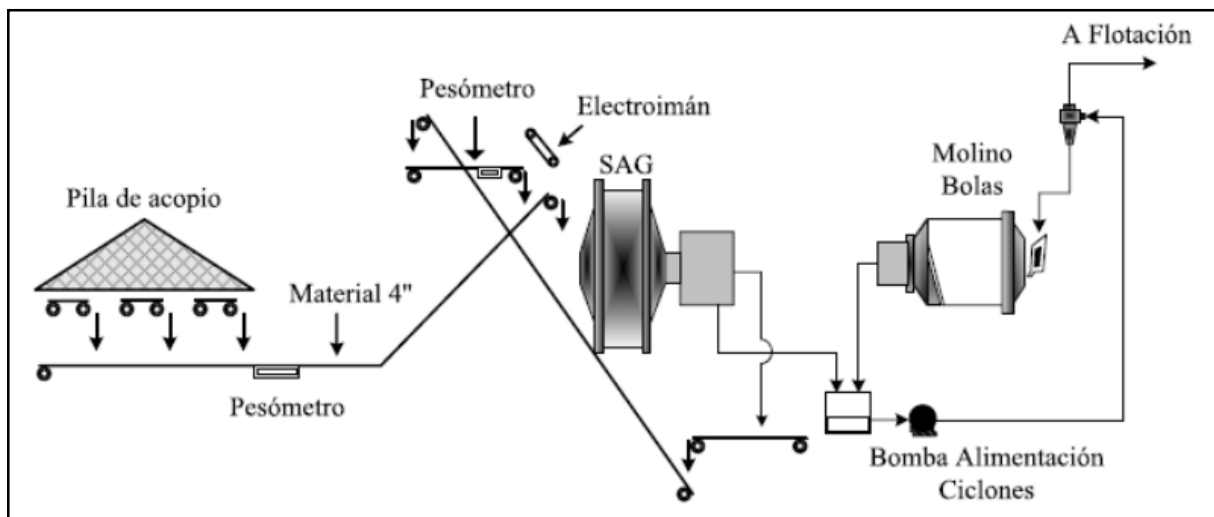 A Flotación
Pesómetro
Electroimán
SAG
Molino
Bolas
Pila de acopio
Material 4"
Pesómetro
Bomba Alimentación
Ciclones